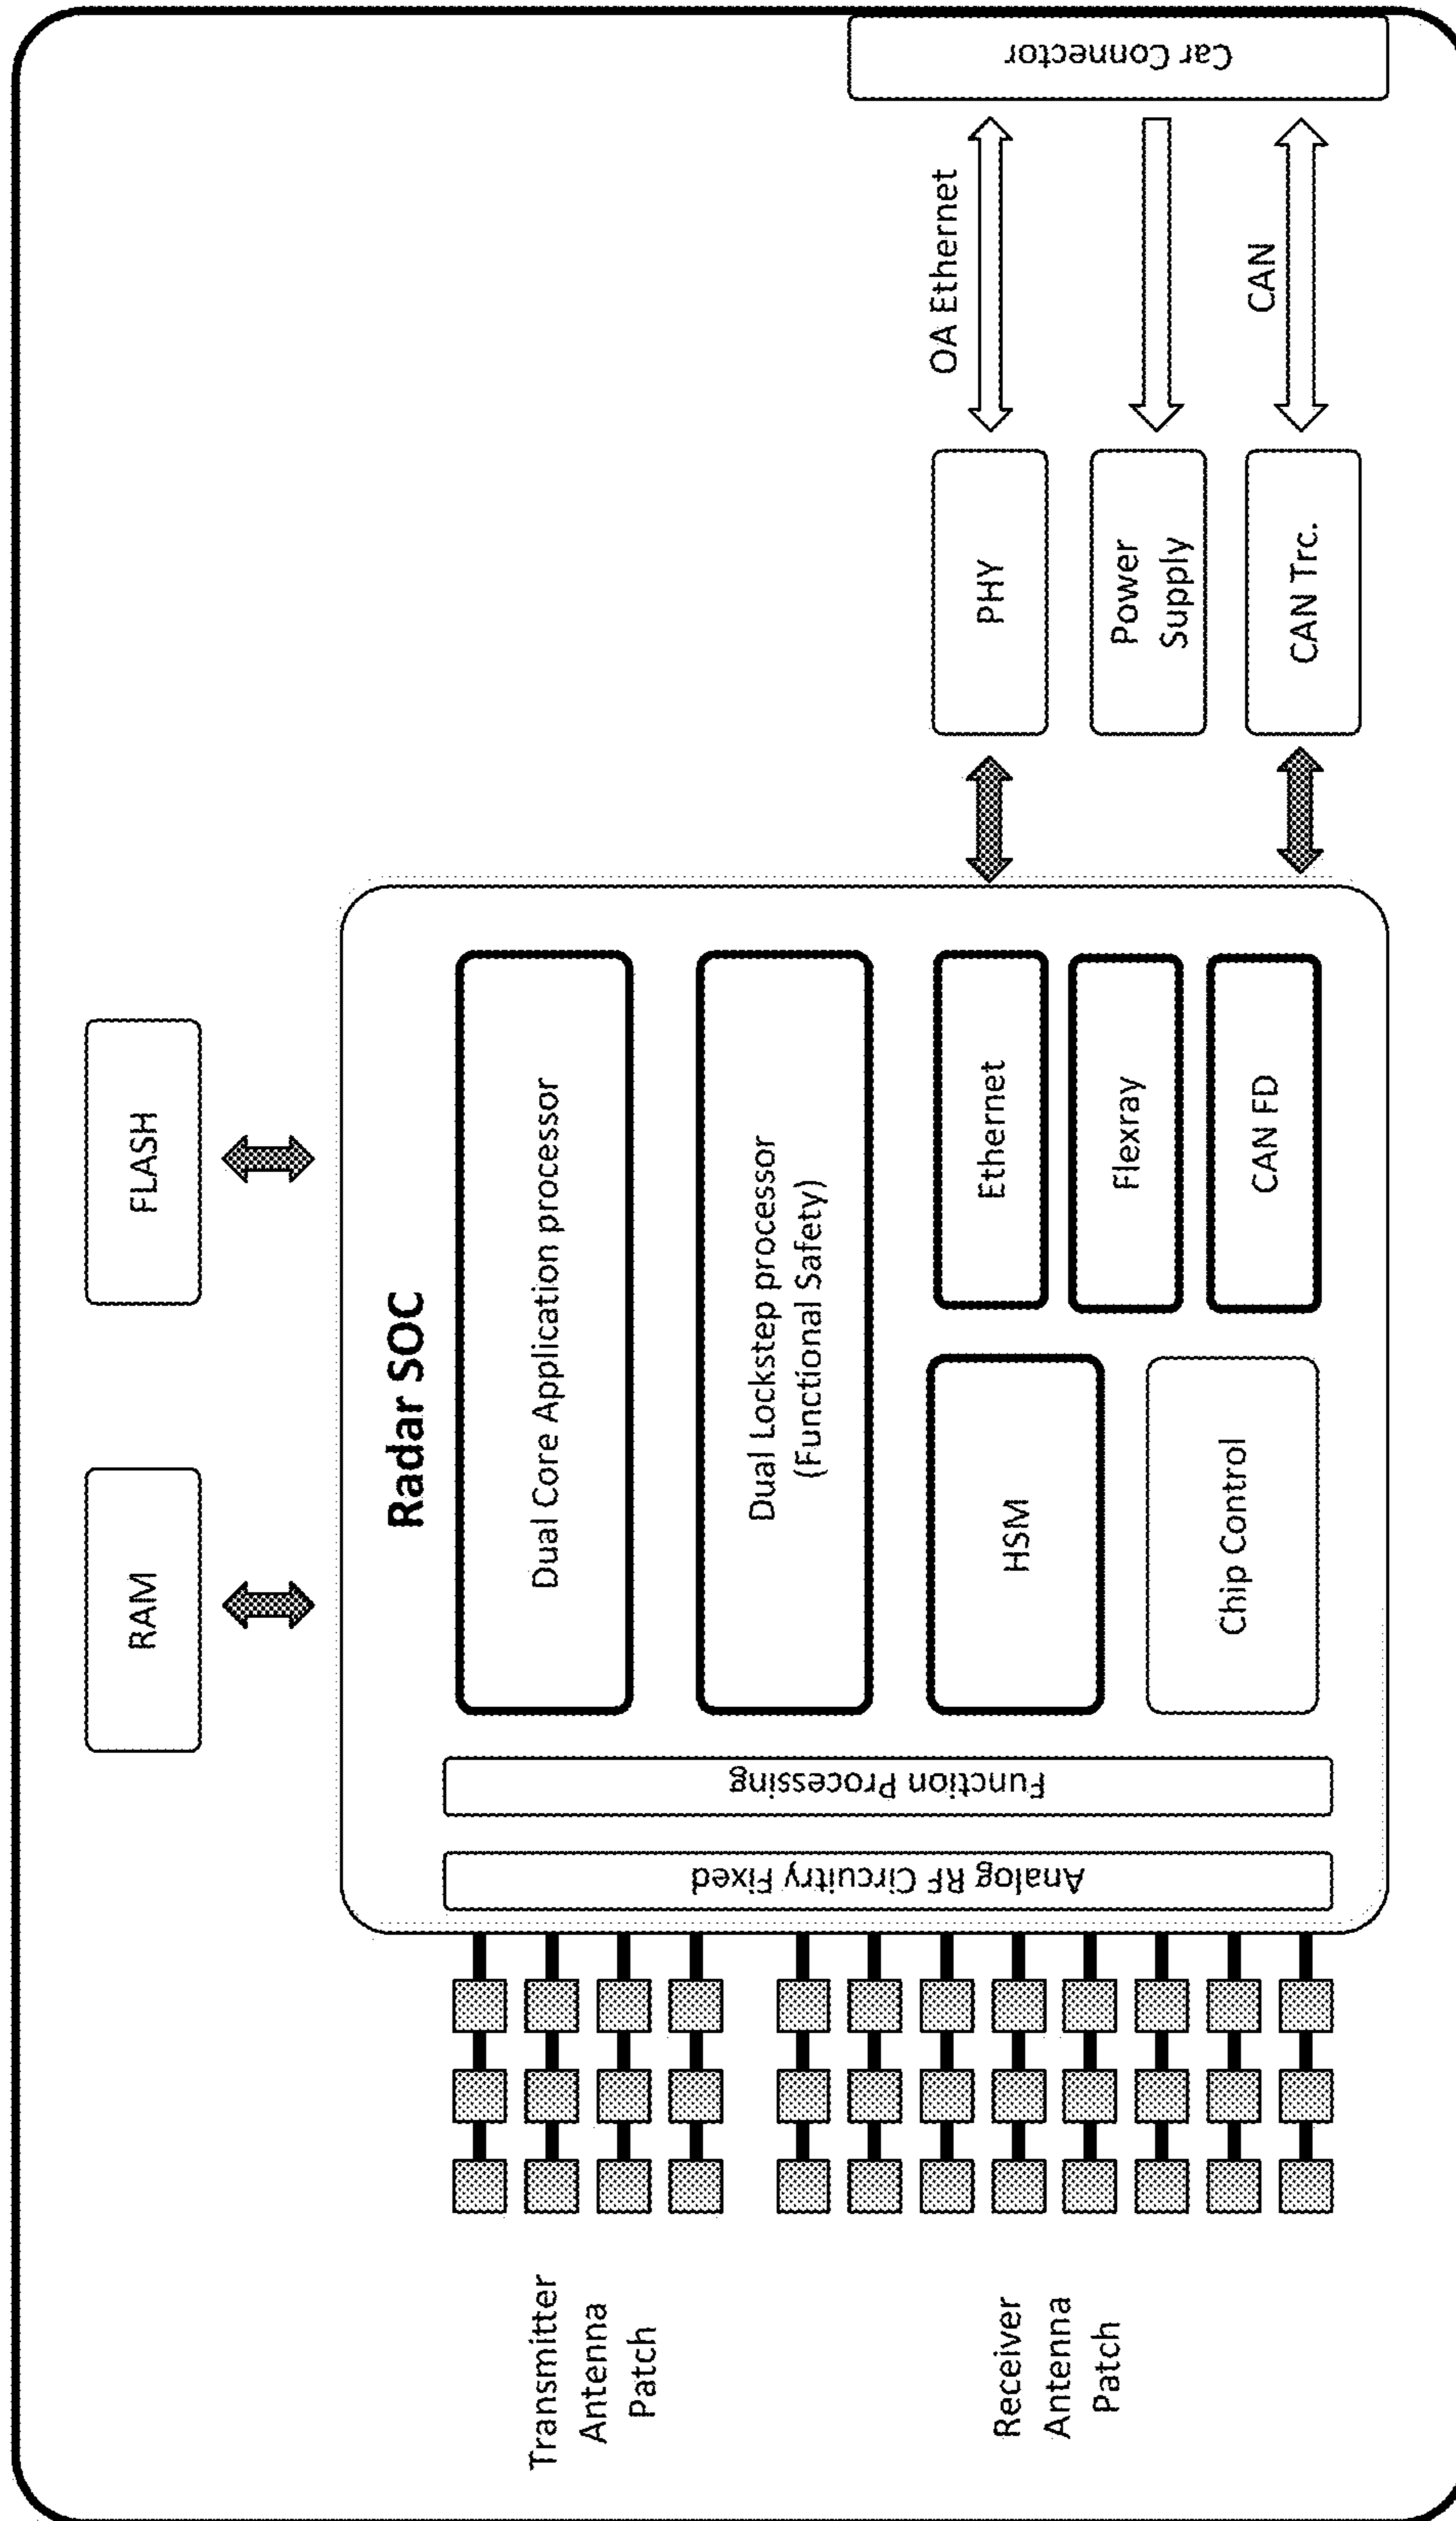 RAM
FLASH
Radar SOC
Transmitter
Antenna
Patch
Receiver
Antenna
Patch
Analog RF Circuitry Fixed
Function Processing
Dual Core Application processor
Dual Lockstep processor
(Functional Safety)
HSM
Chip Control
Ethernet
Flexray
CAN FD
PHY
Power
Supply
CAN Trc.
OA Ethernet
CAN
Car Connector